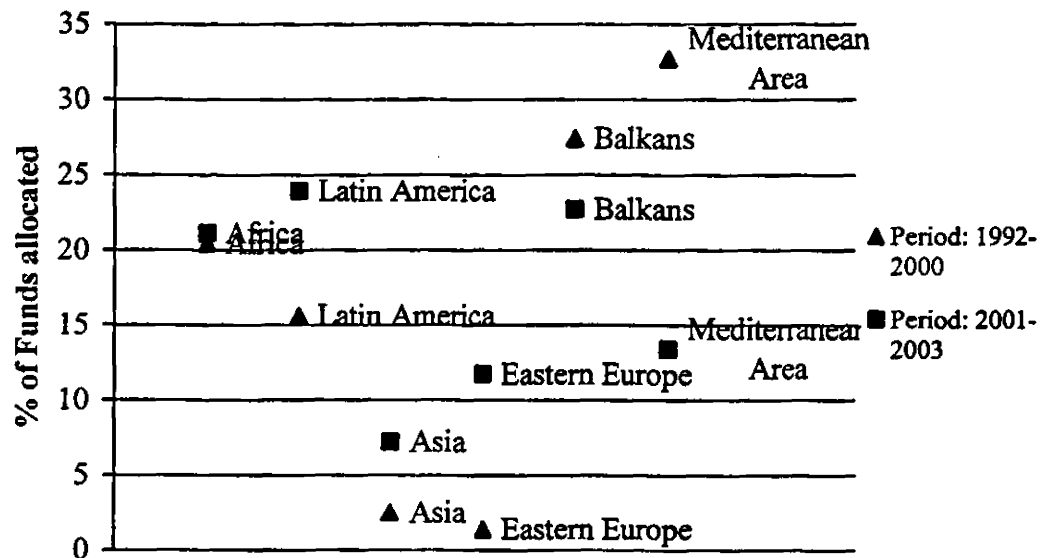 35
30
25
20
15
10
5
0
% of Funds allocated
Mediterranean
Area
Balkans
Latin America
Balkans
Africa
Africa
Latin America
Mediterranean
Area
Eastern Europe
Asia
Asia
Eastern Europe
Period: 1992-
2000
Period: 2001-
2003